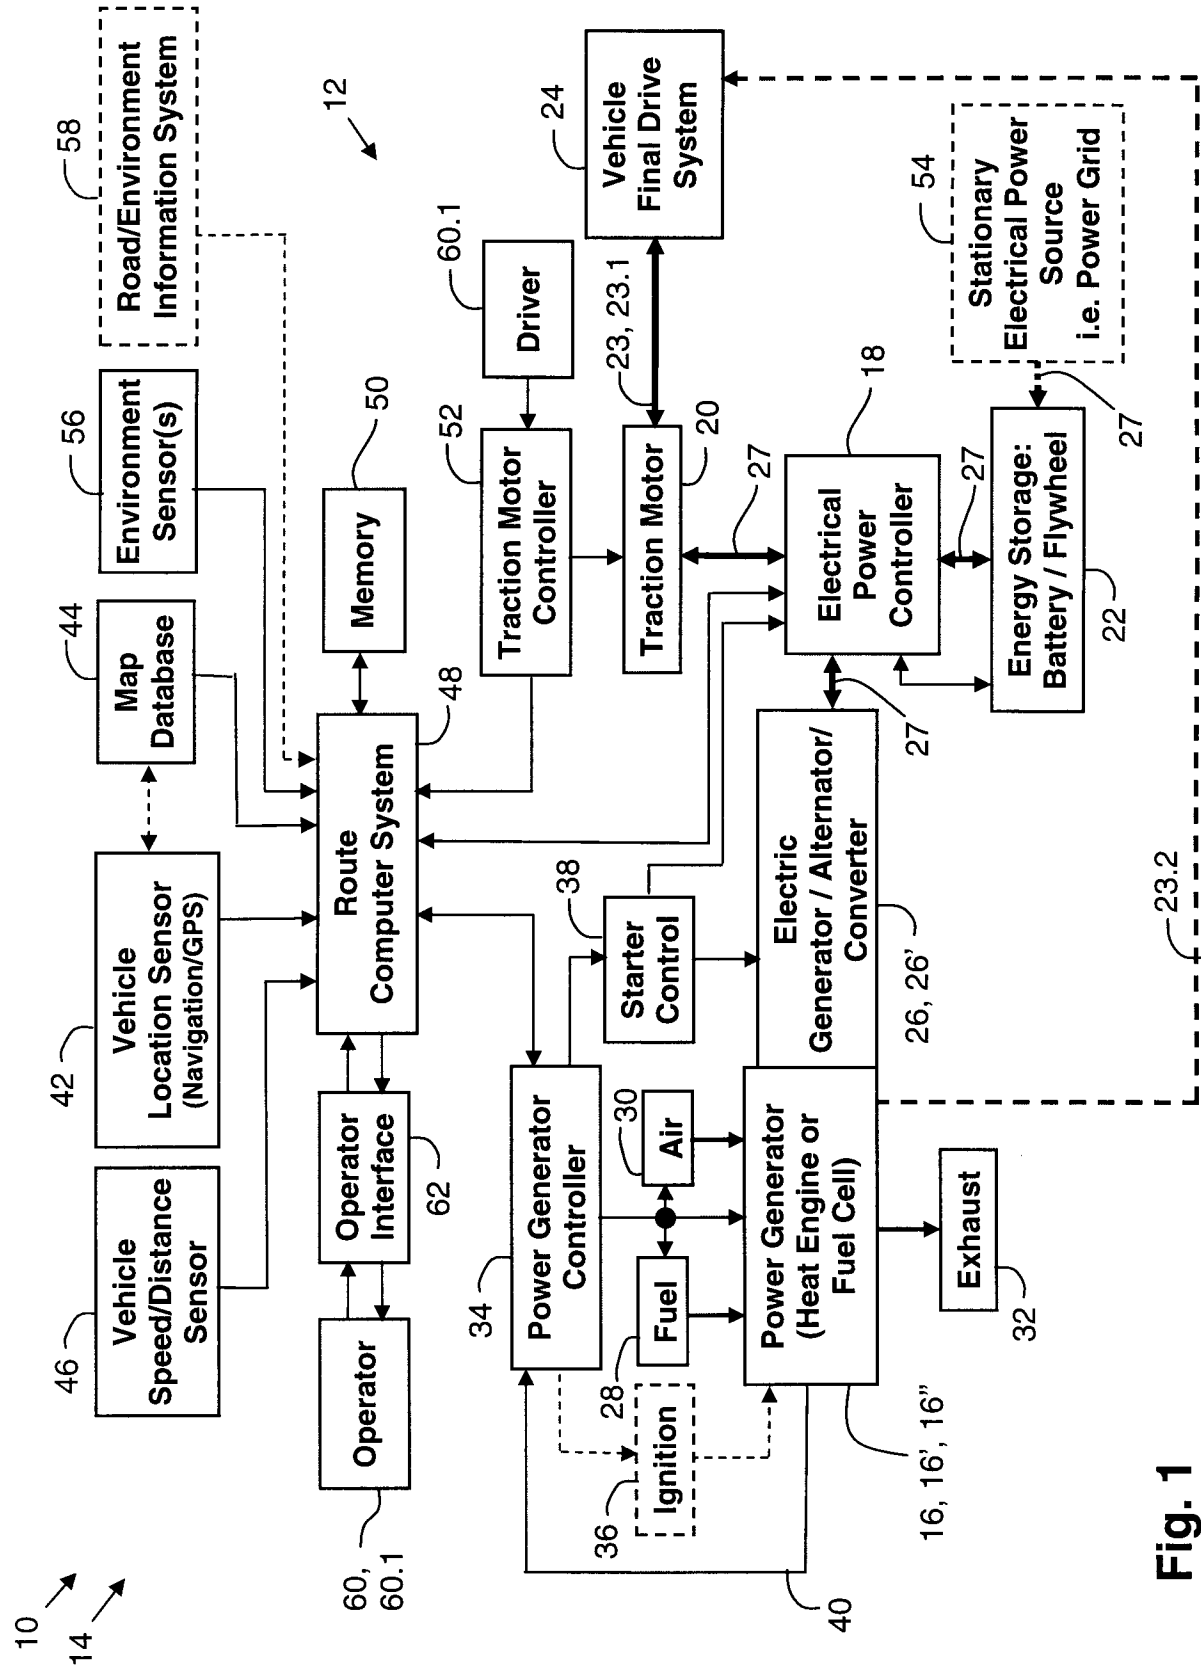 10
14
46
Vehicle
Speed/Distance
Sensor
42
Vehicle
Location Sensor
(Navigation/GPS)
44
Map
Database
56
Environment
Sensor(s)
58
Road/Environment
Information System
12
60,
60.1
Operator
Operator
Interface
62
Route
Computer System
48
Memory
50
34
Power Generator
Controller
38
Starter
Control
52
Traction Motor
Controller
Driver
60.1
Traction Motor
20
23, 23.1
24
Vehicle
Final Drive
System
36
Ignition
28
Fuel
30
Air
27
40
16, 16’, 16”
Power Generator
(Heat Engine or
Fuel Cell)
Electric
Generator / Alternator/
Converter
26, 26’
27
Electrical
Power
Controller
18
27
54
Stationary
Electrical Power
Source
i.e. Power Grid
27
32
Exhaust
Energy Storage:
Battery / Flywheel
22
23.2
Fig. 1